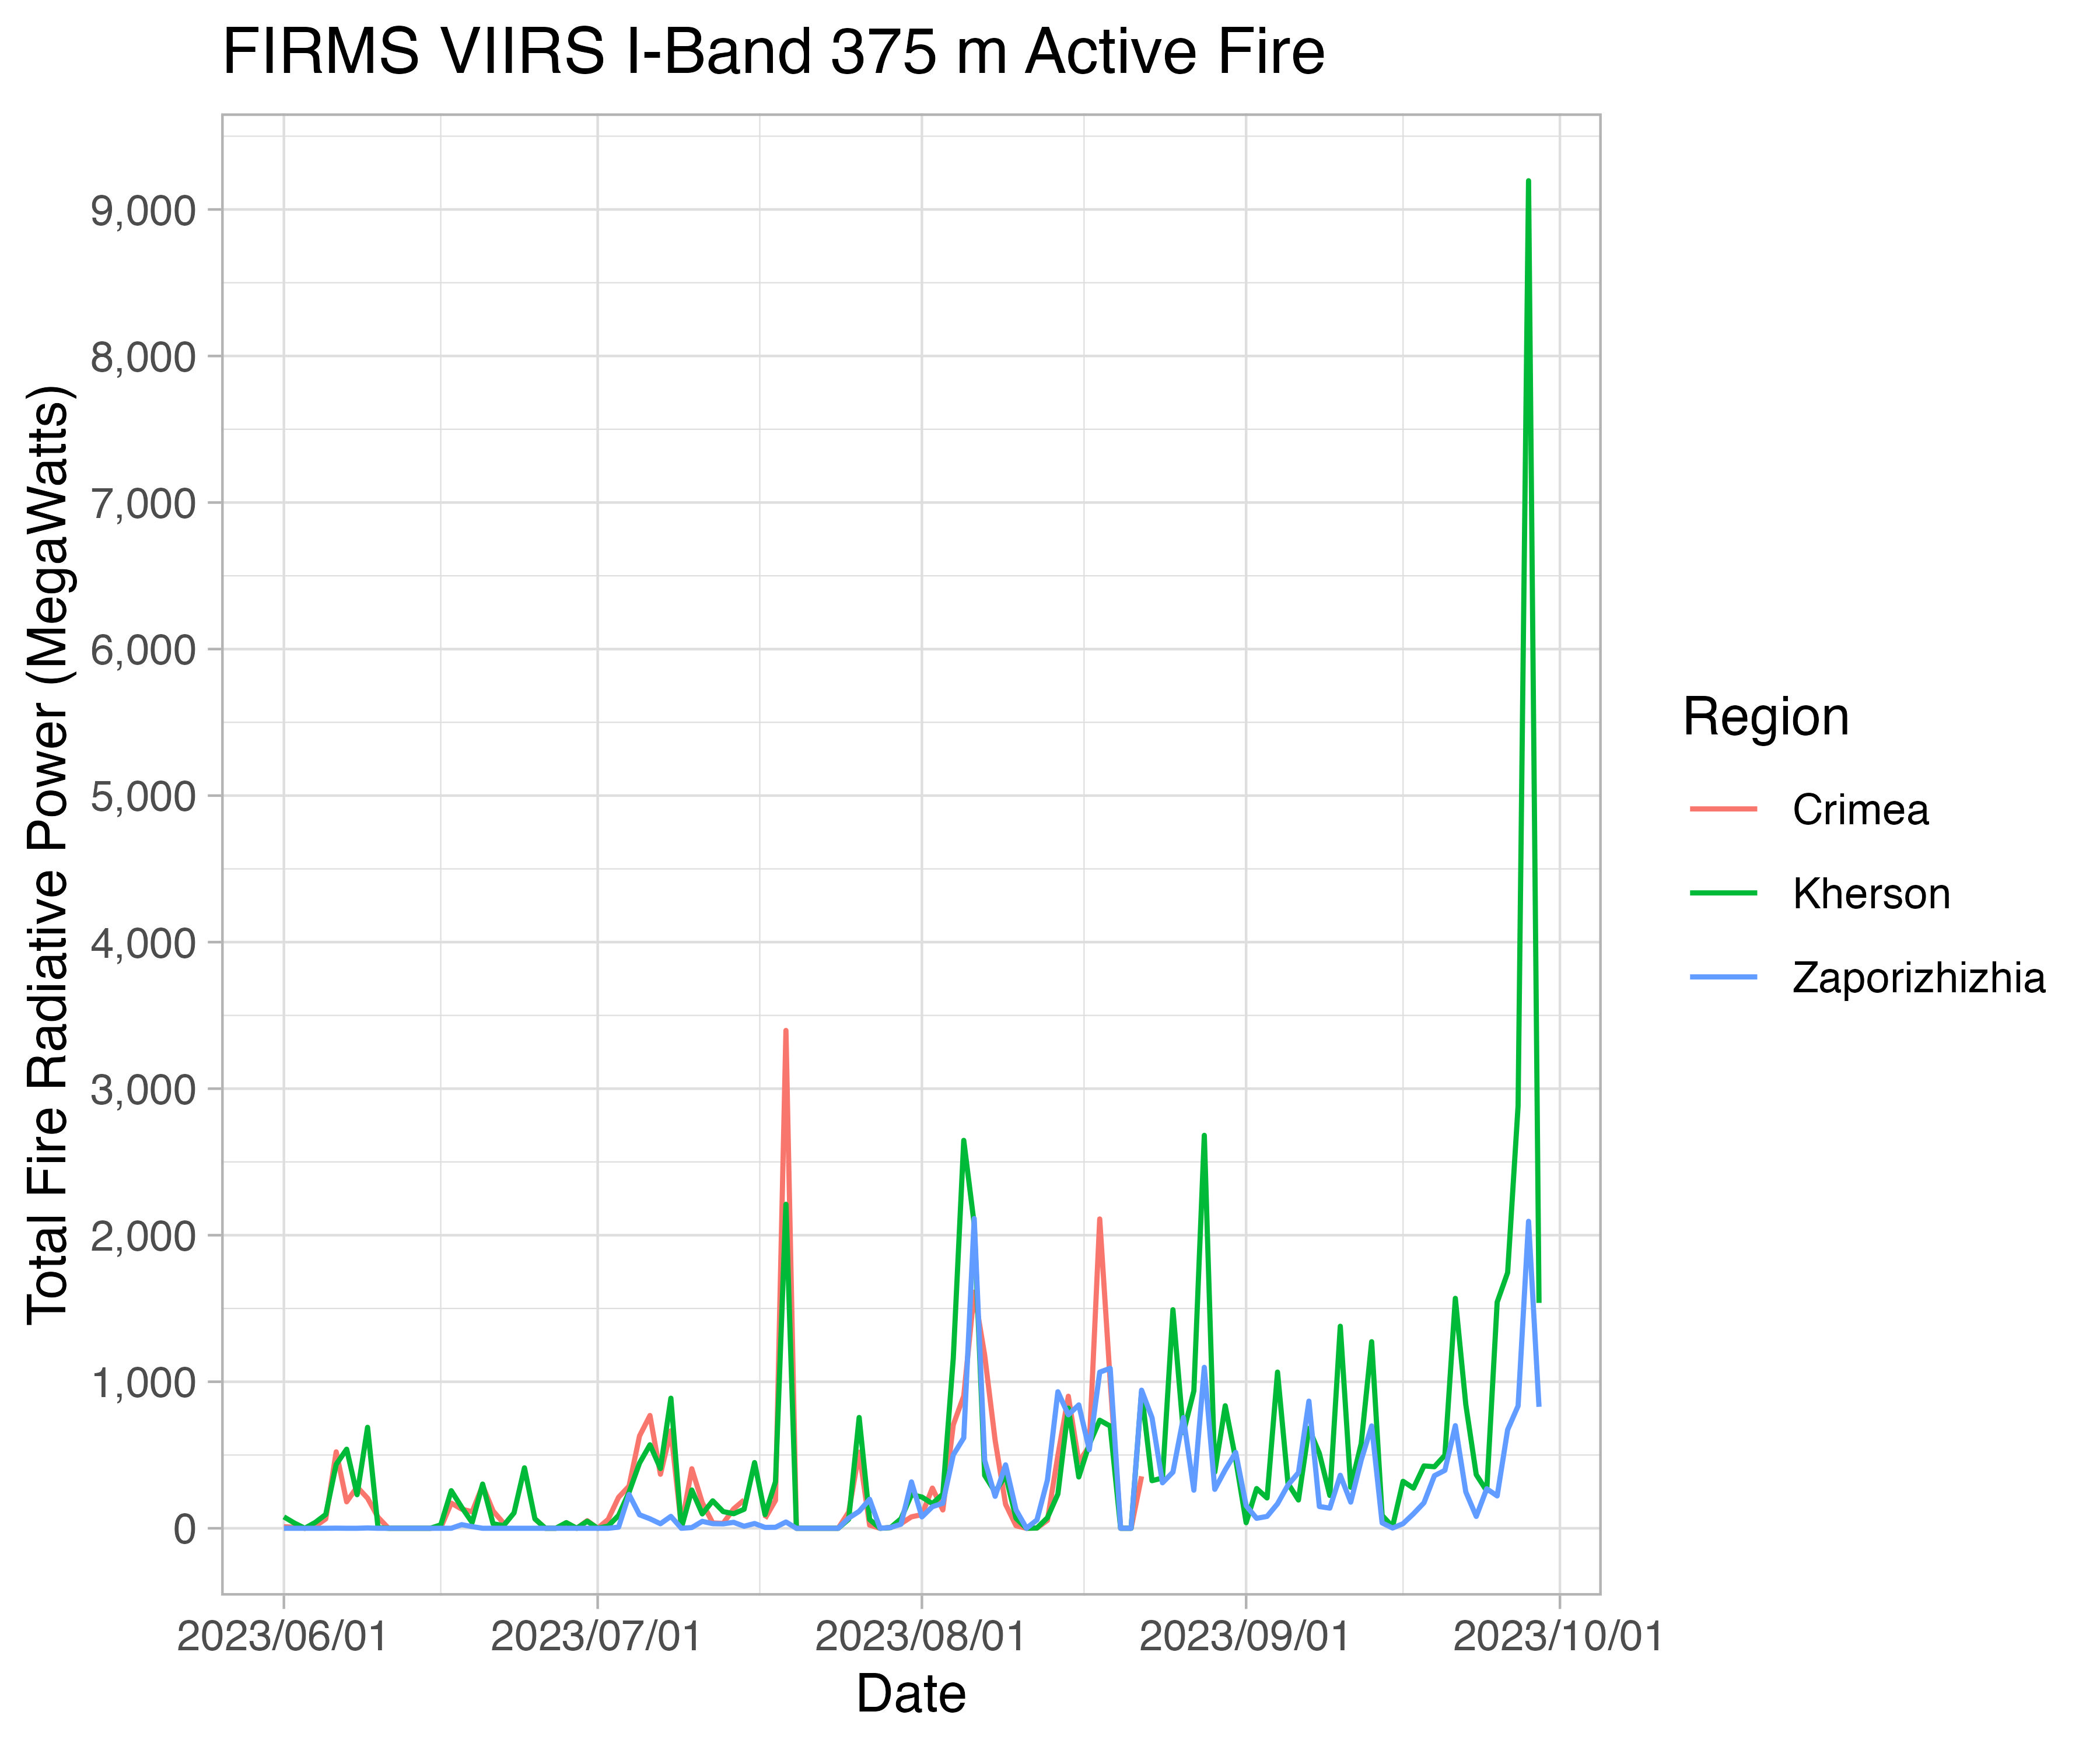 FIRMS VIIRS I-Band 375 m Active Fire
Total Fire Radiative Power (MegaWatts)
9,000
8,000
7,000
6,000
5,000
4,000
3,000
2,000
1,000
0
2023/06/01 2023/07/01 2023/08/01 2023/09/01 2023/10/01
Date
Region
Crimea
Kherson
Zaporizhizhia